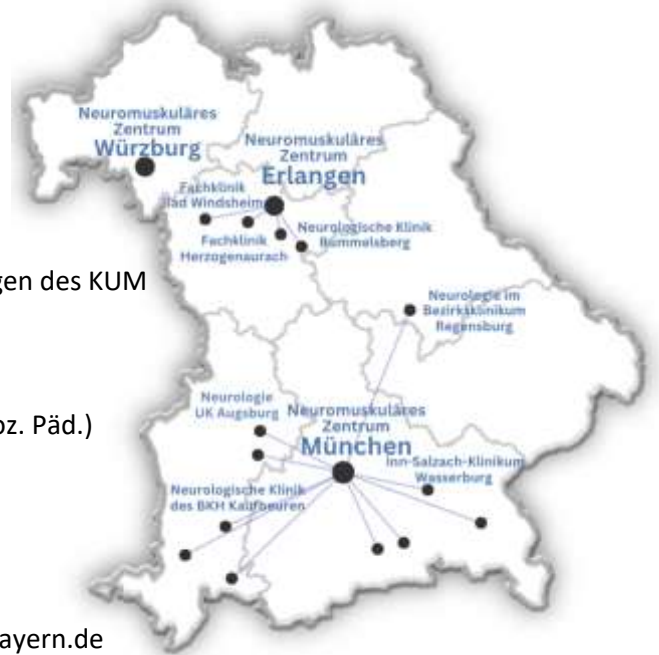 Neuromuskuläres
Zentrum
Würzburg
Neuromuskuläres
Zentrum
Erlangen
Fachklinik
Bad Windsheim
Fachklinik
Herzogenaurach
Neurologische Klinik
Rummelsberg
gen des KUM
Neurologie im
Bezirksklinikum
Regensburg
oz. Päd.)
Neurologie
UK Augsburg
Neuromuskuläres
Zentrum
München
Inn-Salzach-Klinikum
Wasserburg
Neurologische Klinik
des BKH Kaufbeuren
ayern.de